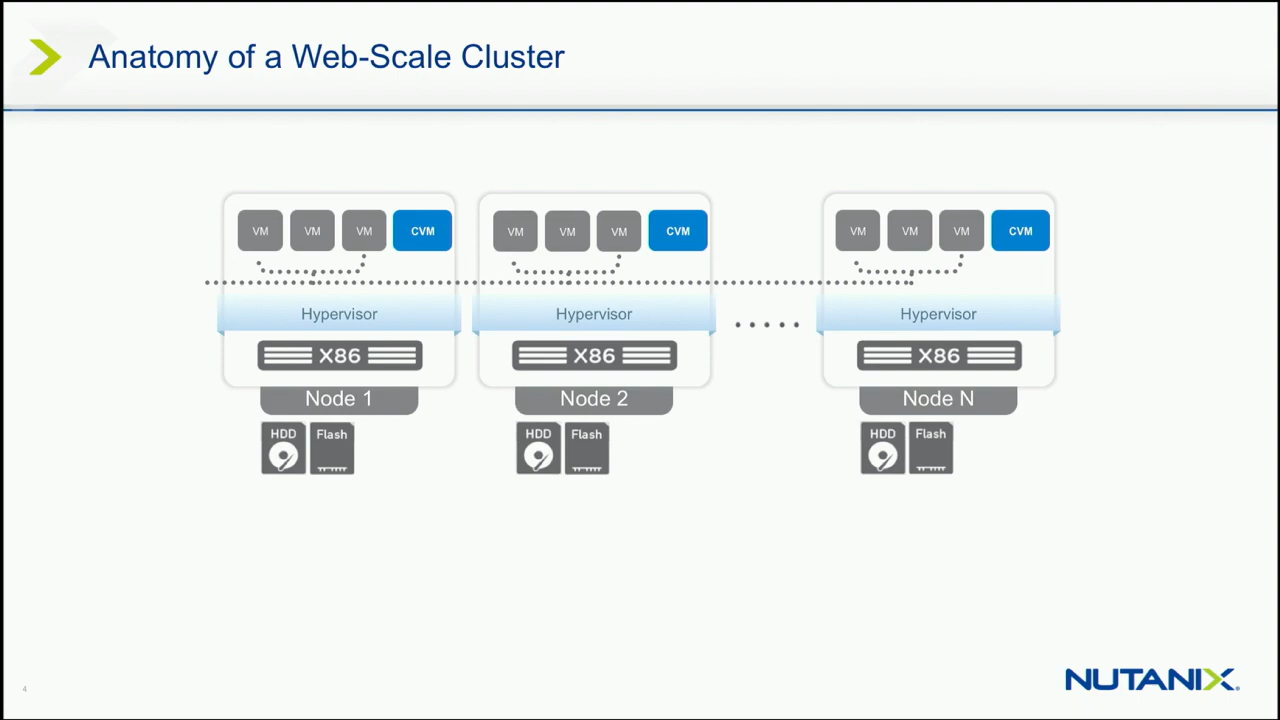 Anatomy of a Web-Scale Cluster
VM VM VM CVM
VM VM VM CVM
VM VM VM CVM
Hypervisor
Hypervisor
Hypervisor
X86
X86
X86
Node 1
Node 2
Node N
HDD Flash
HDD Flash
HDD Flash
4
NUTANIX